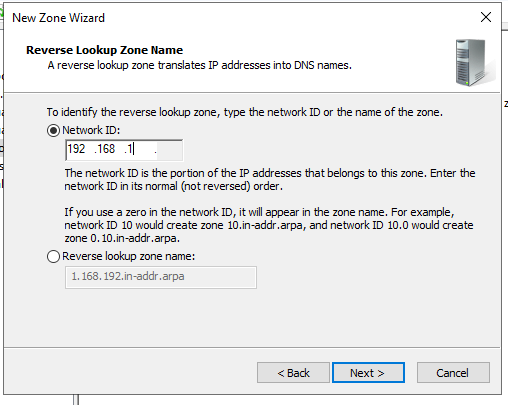 New Zone Wizard
Reverse Lookup Zone Name
A reverse lookup zone translates IP addresses into DNS names.
To identify the reverse lookup zone, type the network ID or the name of the zone.
Network ID:
192 .168 .1 .
The network ID is the portion of the IP addresses that belongs to this zone. Enter the
network ID in its normal (not reversed) order.
If you use a zero in the network ID, it will appear in the zone name. For example,
network ID 10 would create zone 10.in-addr.arpa, and network ID 10.0 would create
zone 0.10.in-addr.arpa.
Reverse lookup zone name:
1.168.192.in-addr.arpa
< Back
Next >
Cancel